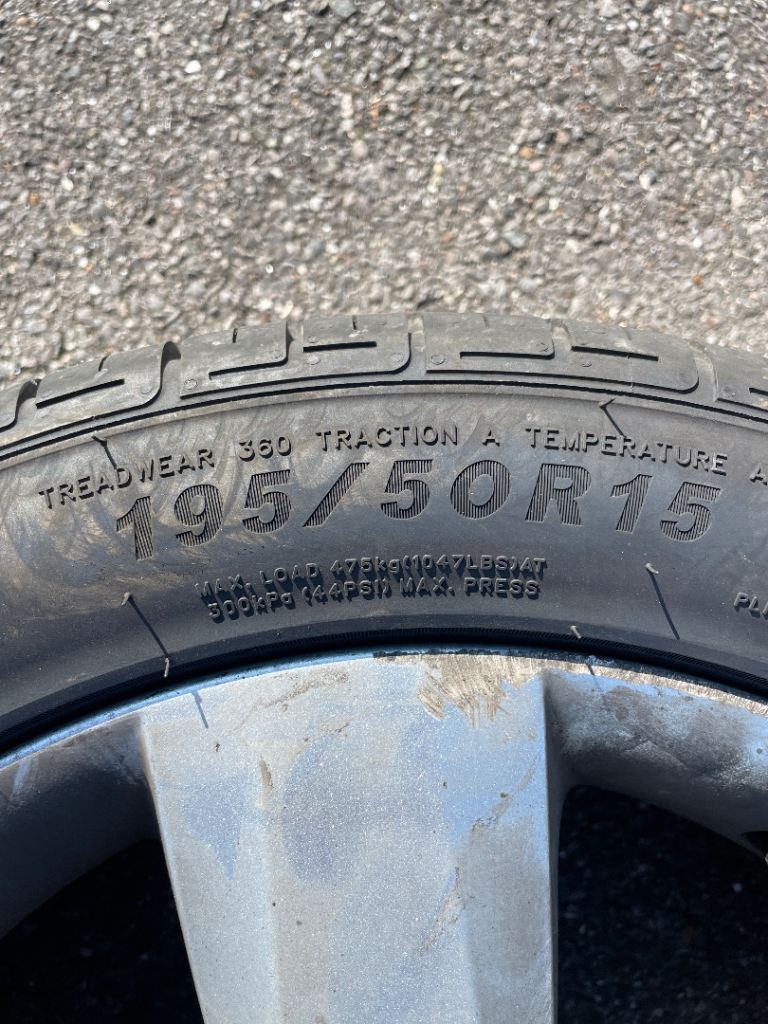 TREADWEAR 360 TRACTION A TEMPERATURE A
195/50R15
MAX. LOAD 475kg(1047LBS)AT
300kPa (44PSI) MAX. PRESS